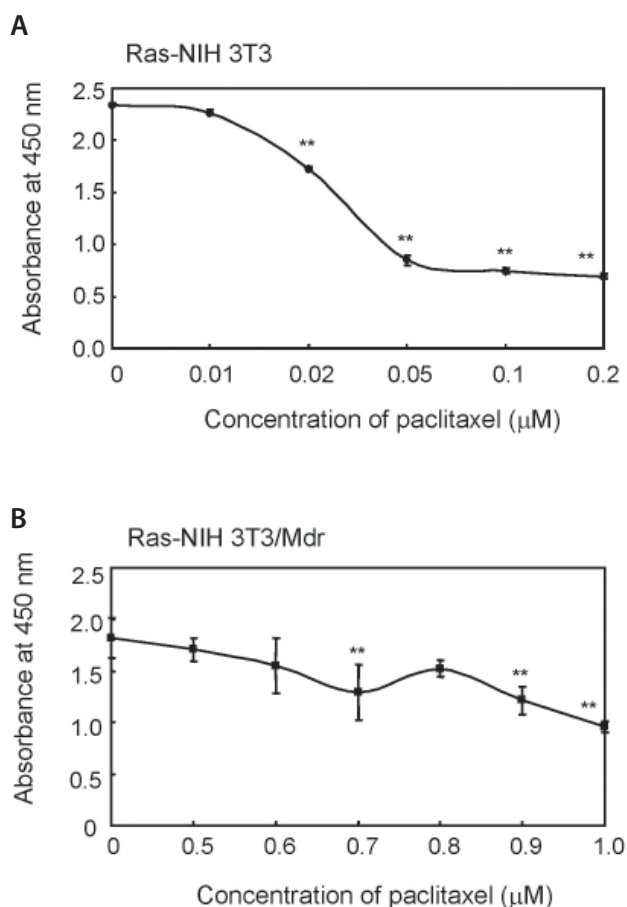 A
Ras-NIH 3T3
Absorbance at 450 nm
2.5
2.0
1.5
1.0
0.5
0.0
** ** ** **
0 0.01 0.02 0.05 0.1 0.2
Concentration of paclitaxel (μM)
B
Ras-NIH 3T3/Mdr
Absorbance at 450 nm
2.5
2.0
1.5
1.0
0.5
0
** ** **
0 0.5 0.6 0.7 0.8 0.9 1.0
Concentration of paclitaxel (μM)